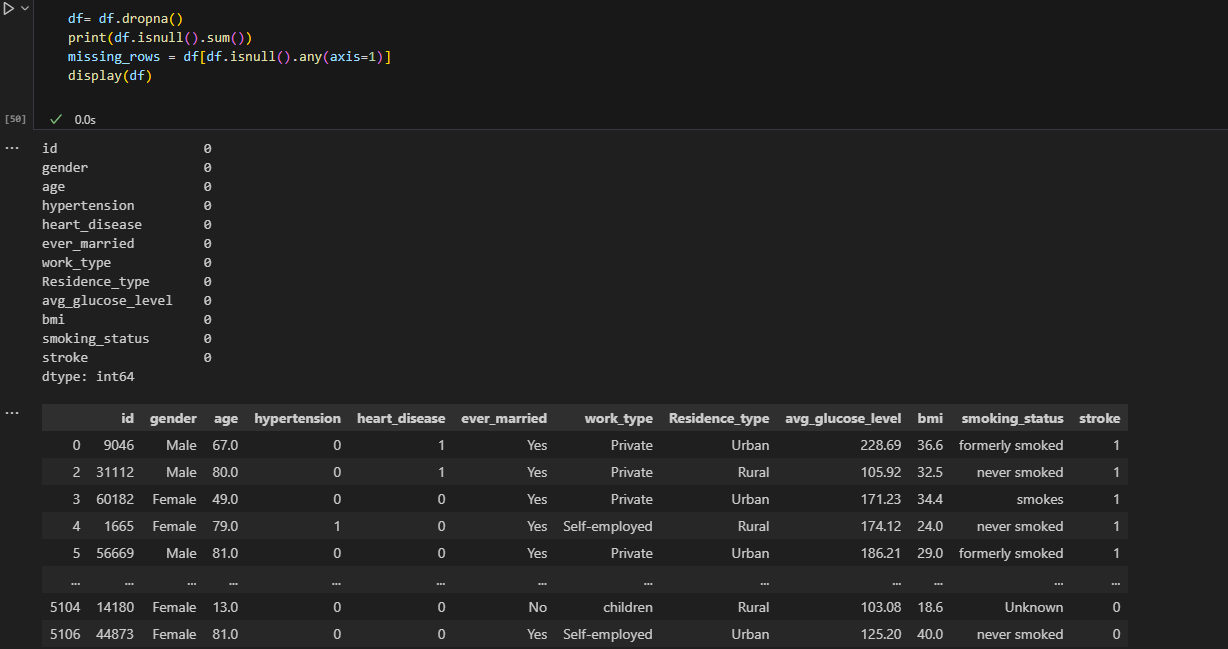 df= df.dropna()
print(df.isnull().sum())
missing_rows = df[df.isnull().any(axis=1)]
display(df)
[50] 0.0s
... id 0
gender 0
age 0
hypertension 0
heart_disease 0
ever_married 0
work_type 0
Residence_type 0
avg_glucose_level 0
bmi 0
smoking_status 0
stroke 0
dtype: int64
...
id gender age hypertension heart_disease ever_married work_type Residence_type avg_glucose_level bmi smoking_status stroke
0 9046 Male 67.0 0 1 Yes Private Urban 228.69 36.6 formerly smoked 1
2 31112 Male 80.0 0 1 Yes Private Rural 105.92 32.5 never smoked 1
3 60182 Female 49.0 0 0 Yes Private Urban 171.23 34.4 smokes 1
4 1665 Female 79.0 1 0 Yes Self-employed Rural 174.12 24.0 never smoked 1
5 56669 Male 81.0 0 0 Yes Private Urban 186.21 29.0 formerly smoked 1
... ... ... ... ... ... ... ... ... ... ... ... ...
5104 14180 Female 13.0 0 0 No children Rural 103.08 18.6 Unknown 0
5106 44873 Female 81.0 0 0 Yes Self-employed Urban 125.20 40.0 never smoked 0